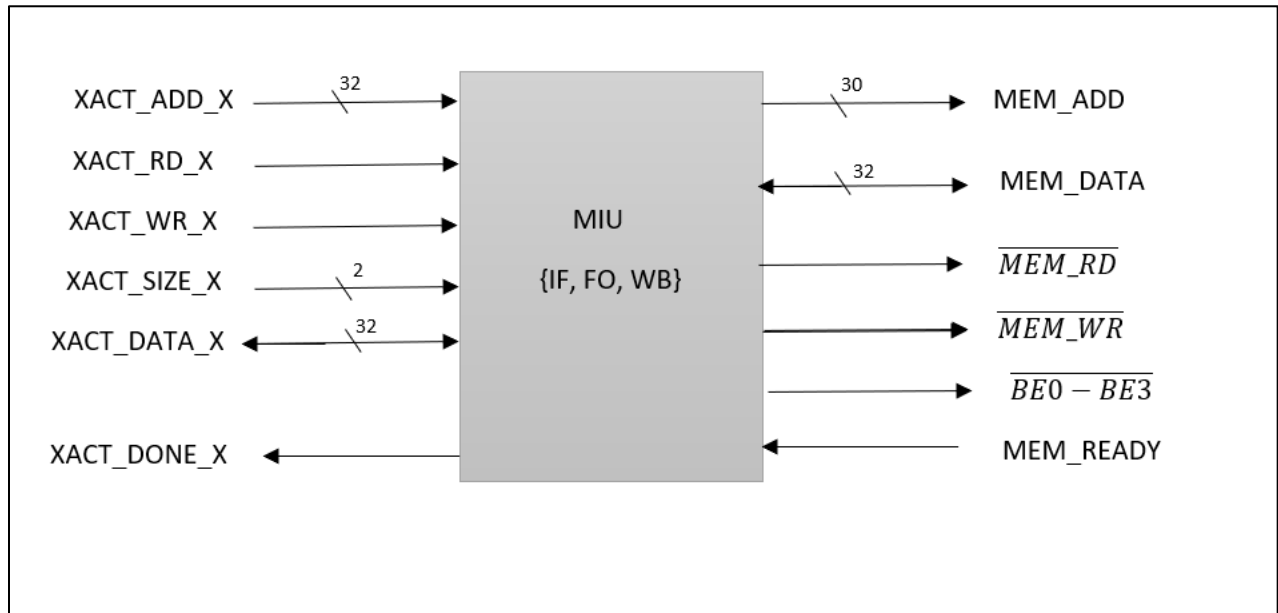 XACT_ADD_X
32
XACT_RD_X
XACT_WR_X
XACT_SIZE_X
2
XACT_DATA_X
32
XACT_DONE_X
MIU
{IF, FO, WB}
30
MEM_ADD
32
MEM_DATA
MEM_RD
MEM_WR
BE0 − BE3
MEM_READY